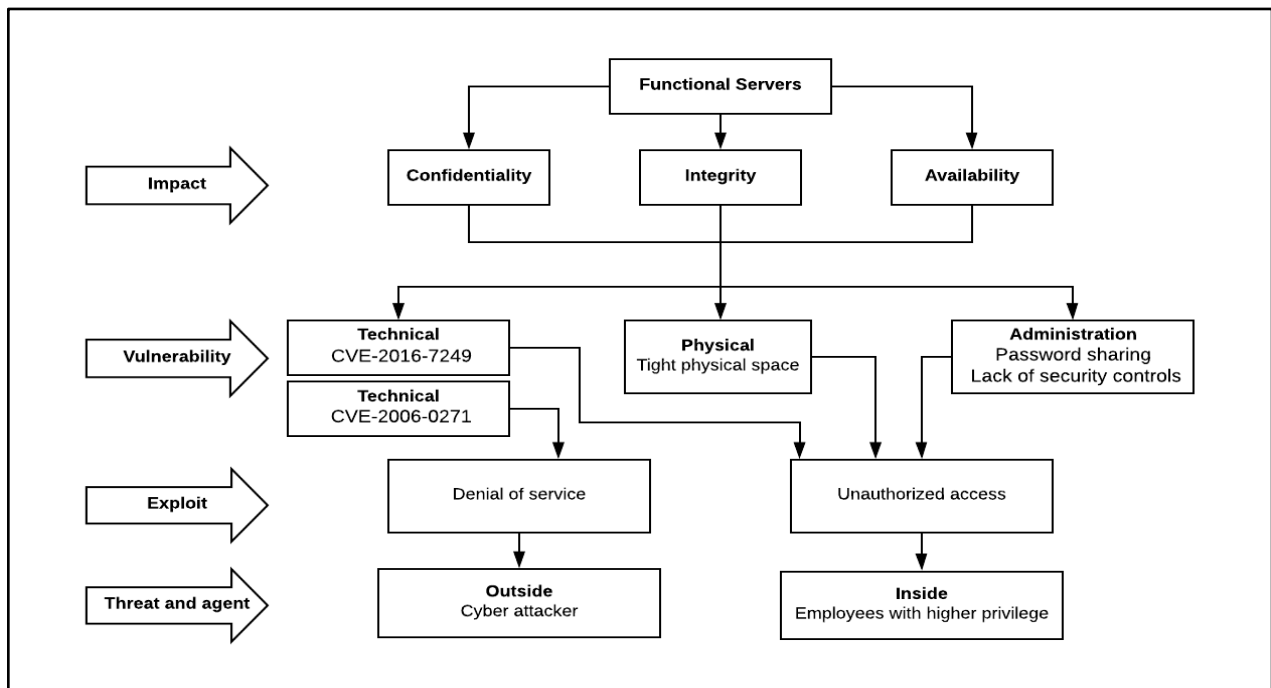 Functional Servers
Impact
Confidentiality
Integrity
Availability
Vulnerability
Technical
CVE-2016-7249
Technical
CVE-2006-0271
Physical
Tight physical space
Administration
Password sharing
Lack of security controls
Exploit
Denial of service
Unauthorized access
Threat and agent
Outside
Cyber attacker
Inside
Employees with higher privilege